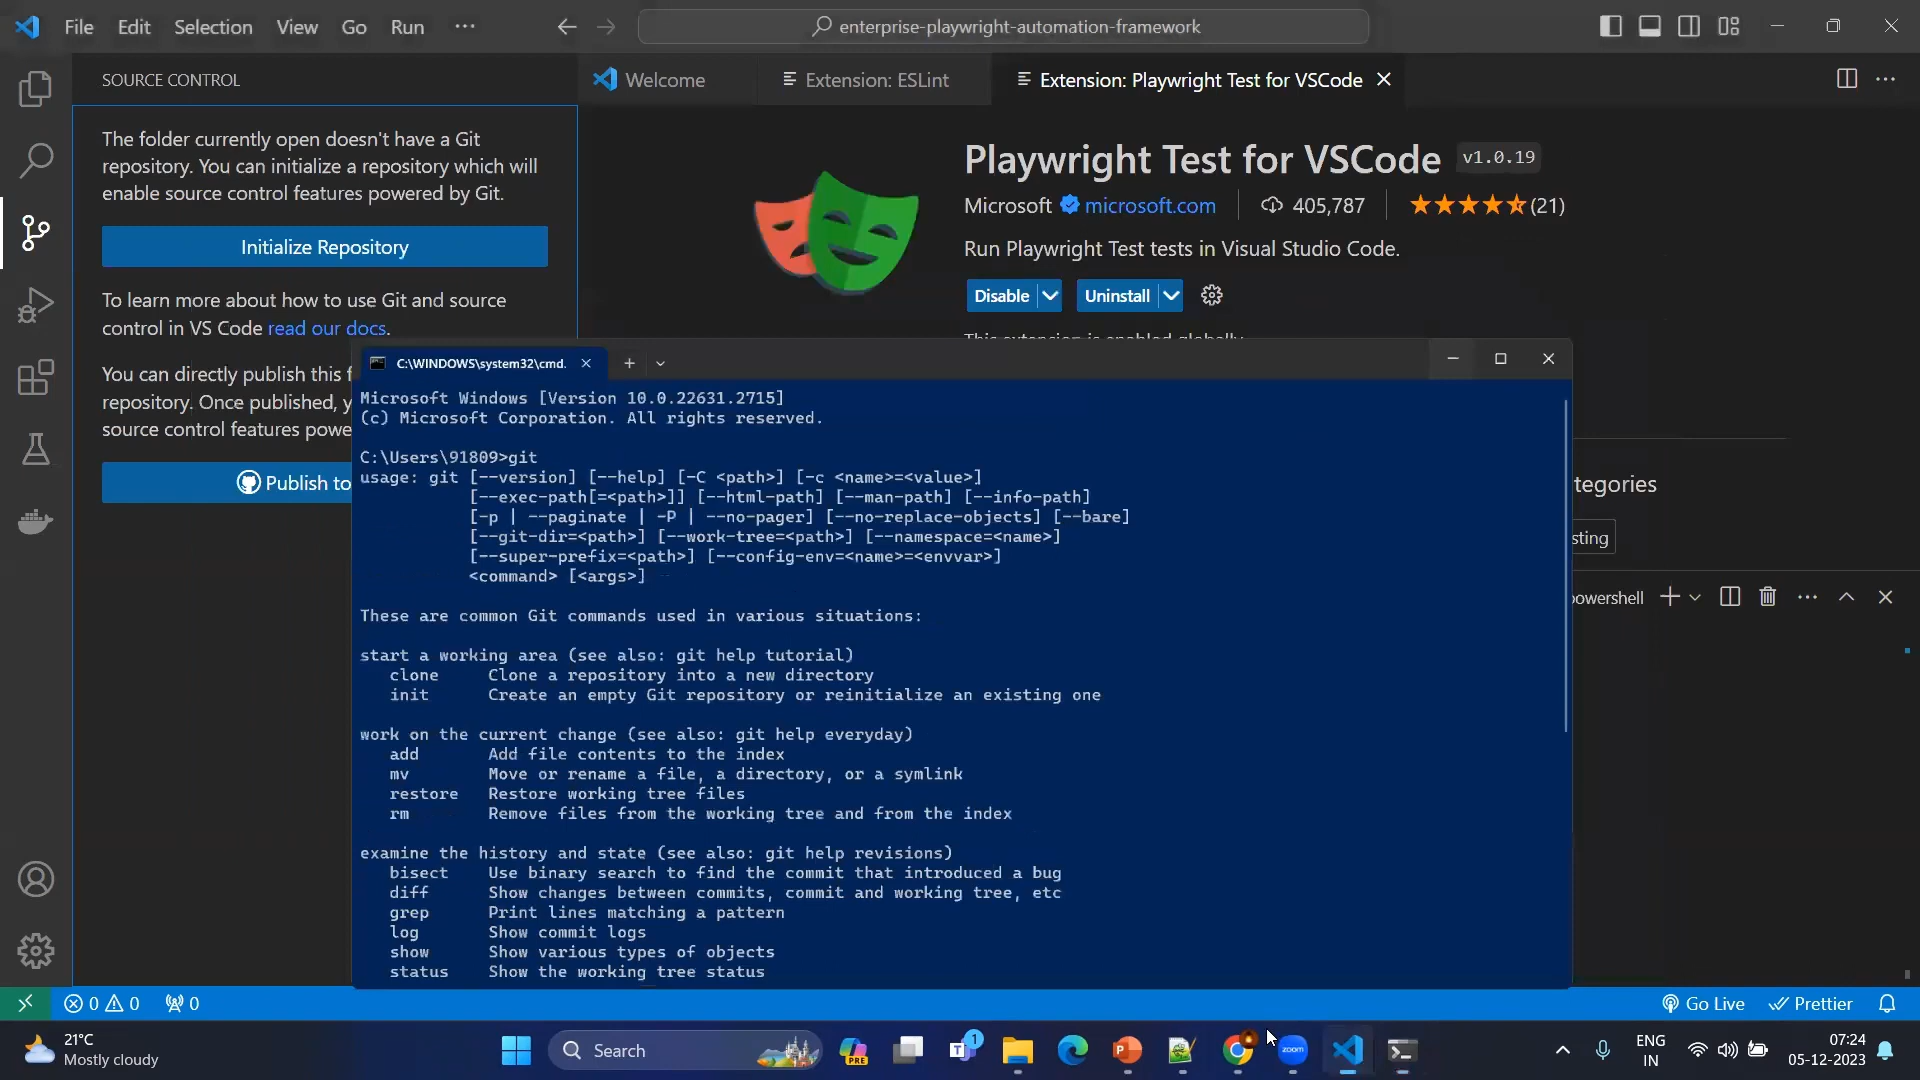 File Edit Selection View Go Run ···
enterprise-playwright-automation-framework
SOURCE CONTROL
Welcome
Extension: ESLint
Extension: Playwright Test for VSCode
The folder currently open doesn't have a Git
repository. You can initialize a repository which will
enable source control features powered by Git.
Initialize Repository
To learn more about how to use Git and source
control in VS Code read our docs.
You can directly publish this f
repository. Once published, y
source control features powe
Publish to
Playwright Test for VSCode v1.0.19
Microsoft microsoft.com 405,787 (21)
Run Playwright Test tests in Visual Studio Code.
Disable Uninstall
This extension is enabled globally.
tegories
sting
powershell
C:\WINDOWS\system32\cmd.
Microsoft Windows [Version 10.0.22631.2715]
(c) Microsoft Corporation. All rights reserved.
C:\Users\91809>git
usage: git [--version] [--help] [-C <path>] [-c <name>=<value>]
[--exec-path[=<path>]] [--html-path] [--man-path] [--info-path]
[-p | --paginate | -P | --no-pager] [--no-replace-objects] [--bare]
[--git-dir=<path>] [--work-tree=<path>] [--namespace=<name>]
[--super-prefix=<path>] [--config-env=<name>=<envvar>]
<command> [<args>]
These are common Git commands used in various situations:
start a working area (see also: git help tutorial)
clone Clone a repository into a new directory
init Create an empty Git repository or reinitialize an existing one
work on the current change (see also: git help everyday)
add Add file contents to the index
mv Move or rename a file, a directory, or a symlink
restore Restore working tree files
rm Remove files from the working tree and from the index
examine the history and state (see also: git help revisions)
bisect Use binary search to find the commit that introduced a bug
diff Show changes between commits, commit and working tree, etc
grep Print lines matching a pattern
log Show commit logs
show Show various types of objects
status Show the working tree status
0 0 0
Go Live Prettier
21°C
Mostly cloudy
Search
PRE
T
1
P
zoom
ENG
IN
07:24
05-12-2023